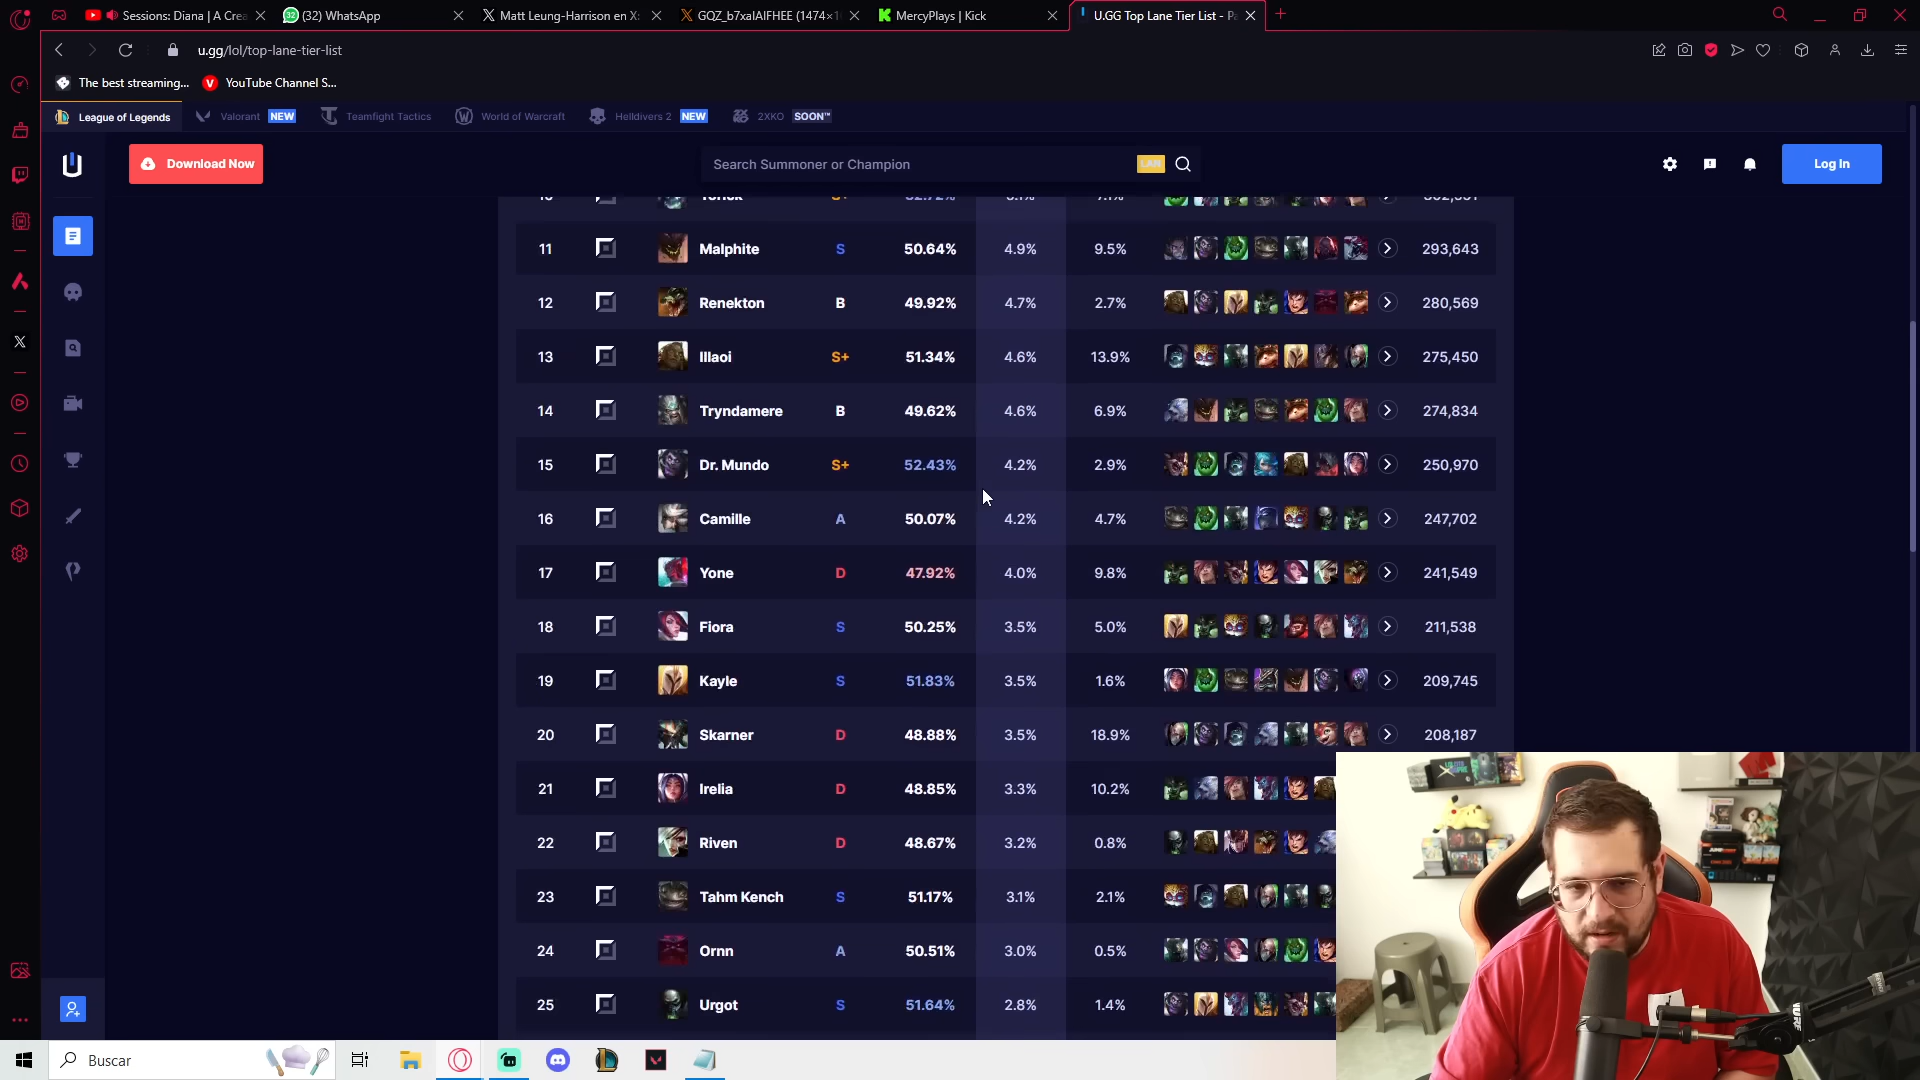 Sessions: Diana | A Crea
(32) WhatsApp
Matt Leung-Harrison en X:
GQZ_b7xaIAIFHEE (1474×1
MercyPlays | Kick
U.GG Top Lane Tier List - Pa
u.gg/lol/top-lane-tier-list
The best streaming...
YouTube Channel S...
League of Legends
Valorant NEW
Teamfight Tactics
World of Warcraft
Helldivers 2 NEW
2XKO SOON™
Download Now
Search Summoner or Champion
LAN
Log In
11 Malphite S 50.64% 4.9% 9.5% 293,643
12 Renekton B 49.92% 4.7% 2.7% 280,569
13 Illaoi S+ 51.34% 4.6% 13.9% 275,450
14 Tryndamere B 49.62% 4.6% 6.9% 274,834
15 Dr. Mundo S+ 52.43% 4.2% 2.9% 250,970
16 Camille A 50.07% 4.2% 4.7% 247,702
17 Yone D 47.92% 4.0% 9.8% 241,549
18 Fiora S 50.25% 3.5% 5.0% 211,538
19 Kayle S 51.83% 3.5% 1.6% 209,745
20 Skarner D 48.88% 3.5% 18.9% 208,187
21 Irelia D 48.85% 3.3% 10.2%
22 Riven D 48.67% 3.2% 0.8%
23 Tahm Kench S 51.17% 3.1% 2.1%
24 Ornn A 50.51% 3.0% 0.5%
25 Urgot S 51.64% 2.8% 1.4%
Buscar